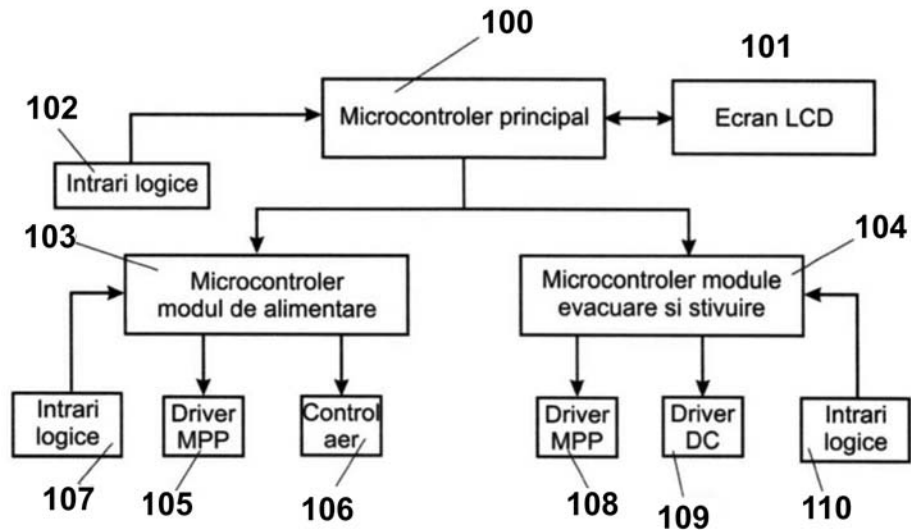 100
101
Microcontroler principal
Ecran LCD
102
Intrari logice
103
104
Microcontroler
modul de alimentare
Microcontroler module
evacuare si stivuire
Intrari
logice
Driver
MPP
Control
aer
Driver
MPP
Driver
DC
Intrari
logice
107
105
106
108
109
110